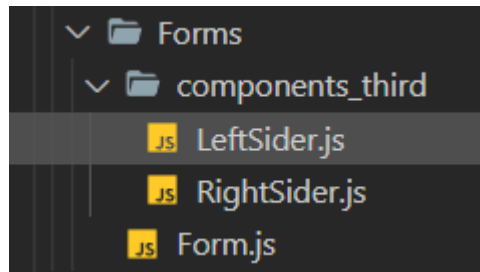 Forms
components_third
JS LeftSider.js
JS RightSider.js
JS Form.js